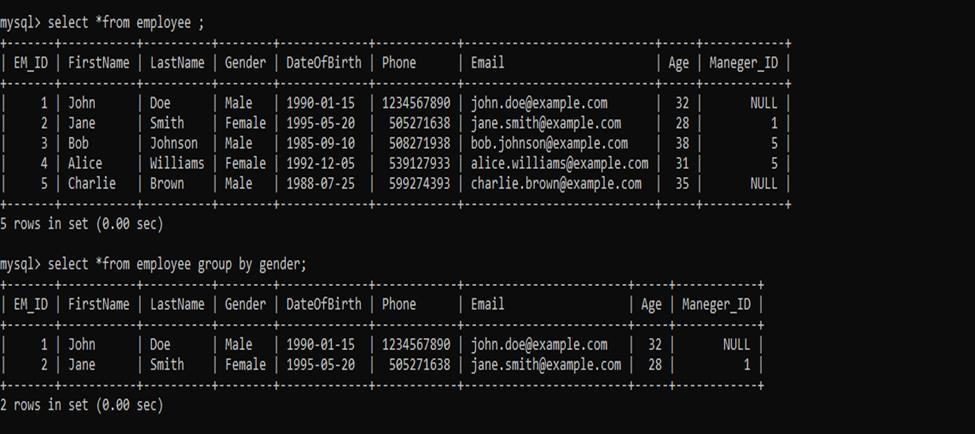 mysql> select *from employee ;
+-------+-----------+----------+--------+-------------+------------+----------------------------+-----+------------+
| EM_ID | FirstName | LastName | Gender | DateOfBirth | Phone | Email | Age | Maneger_ID |
+-------+-----------+----------+--------+-------------+------------+----------------------------+-----+------------+
| 1 | John | Doe | Male | 1990-01-15 | 1234567890 | john.doe@example.com | 32 | NULL |
| 2 | Jane | Smith | Female | 1995-05-20 | 505271638 | jane.smith@example.com | 28 | 1 |
| 3 | Bob | Johnson | Male | 1985-09-10 | 508271938 | bob.johnson@example.com | 38 | 5 |
| 4 | Alice | Williams | Female | 1992-12-05 | 539127933 | alice.williams@example.com | 31 | 5 |
| 5 | Charlie | Brown | Male | 1988-07-25 | 599274393 | charlie.brown@example.com | 35 | NULL |
+-------+-----------+----------+--------+-------------+------------+----------------------------+-----+------------+
5 rows in set (0.00 sec)
mysql> select *from employee group by gender;
+-------+-----------+----------+--------+-------------+------------+------------------------+-----+------------+
| EM_ID | FirstName | LastName | Gender | DateOfBirth | Phone | Email | Age | Maneger_ID |
+-------+-----------+----------+--------+-------------+------------+------------------------+-----+------------+
| 1 | John | Doe | Male | 1990-01-15 | 1234567890 | john.doe@example.com | 32 | NULL |
| 2 | Jane | Smith | Female | 1995-05-20 | 505271638 | jane.smith@example.com | 28 | 1 |
+-------+-----------+----------+--------+-------------+------------+------------------------+-----+------------+
2 rows in set (0.00 sec)